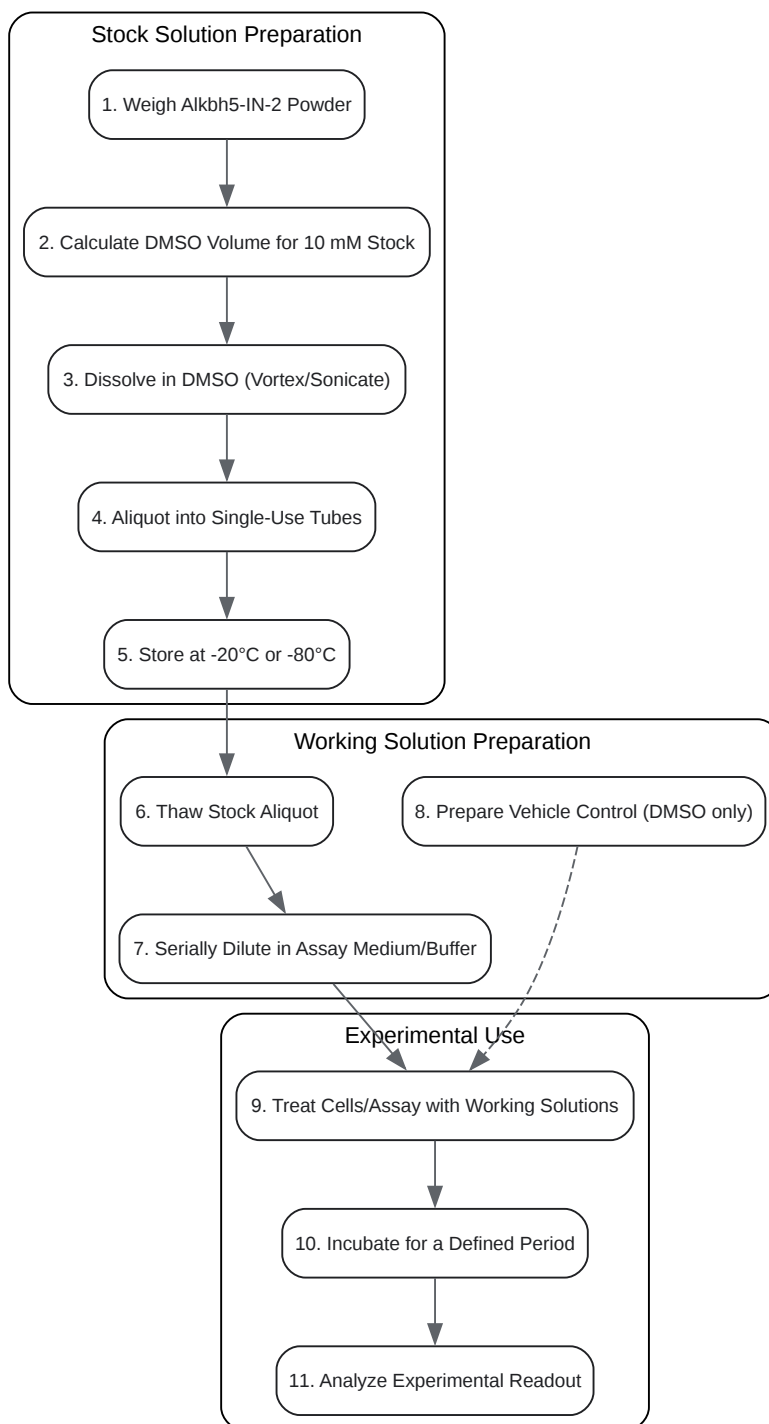 Stock Solution Preparation
1. Weigh Alkbh5-IN-2 Powder
2. Calculate DMSO Volume for 10 mM Stock
3. Dissolve in DMSO (Vortex/Sonicate)
4. Aliquot into Single-Use Tubes
5. Store at -20°C or -80°C
Working Solution Preparation
6. Thaw Stock Aliquot
8. Prepare Vehicle Control (DMSO only)
7. Serially Dilute in Assay Medium/Buffer
Experimental Use
9. Treat Cells/Assay with Working Solutions
10. Incubate for a Defined Period
11. Analyze Experimental Readout